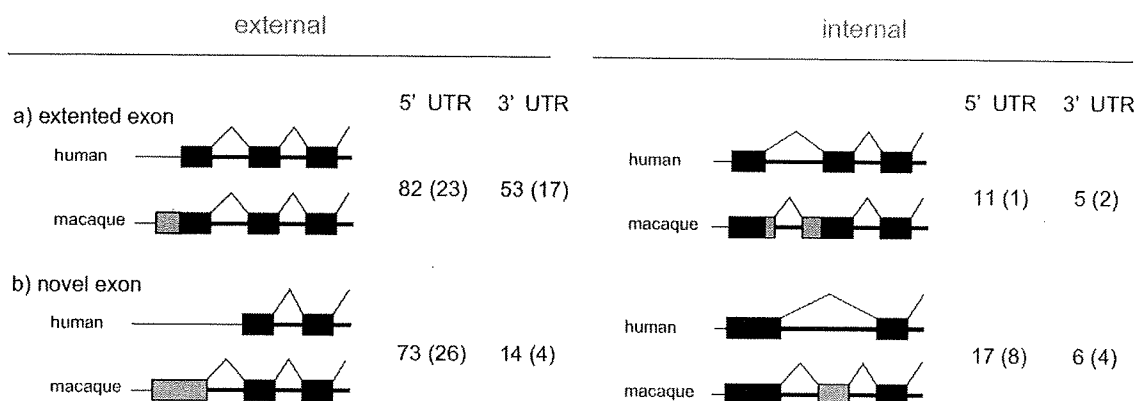 external
internal
5' UTR 3' UTR
5' UTR 3' UTR
a) extented exon
human
82 (23) 53 (17)
macaque
human
11 (1) 5 (2)
macaque
b) novel exon
human
73 (26) 14 (4)
macaque
human
17 (8) 6 (4)
macaque